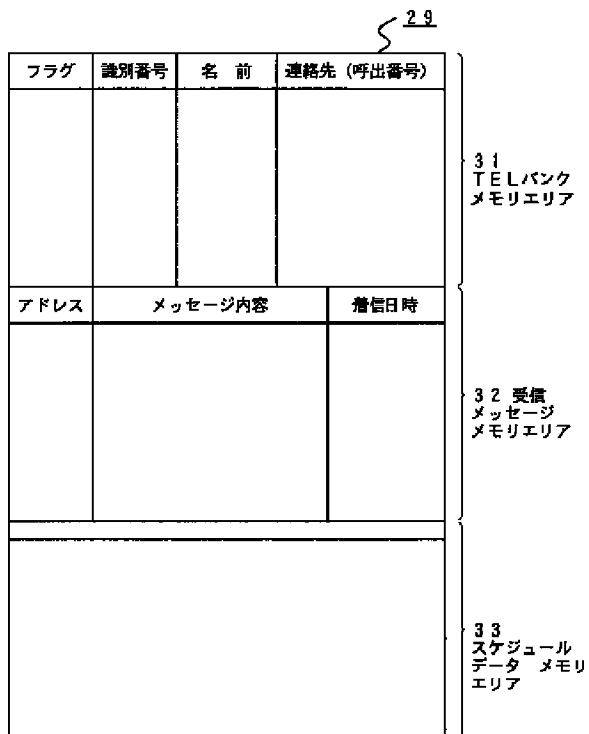 29
フラグ 識別番号 名 前 連絡先 (呼出番号)
31
TELバンク
メモリエリア
アドレス メッセージ内容 着信日時
32 受信
メッセージ
メモリエリア
33
スケジュール
データ メモリ
エリア